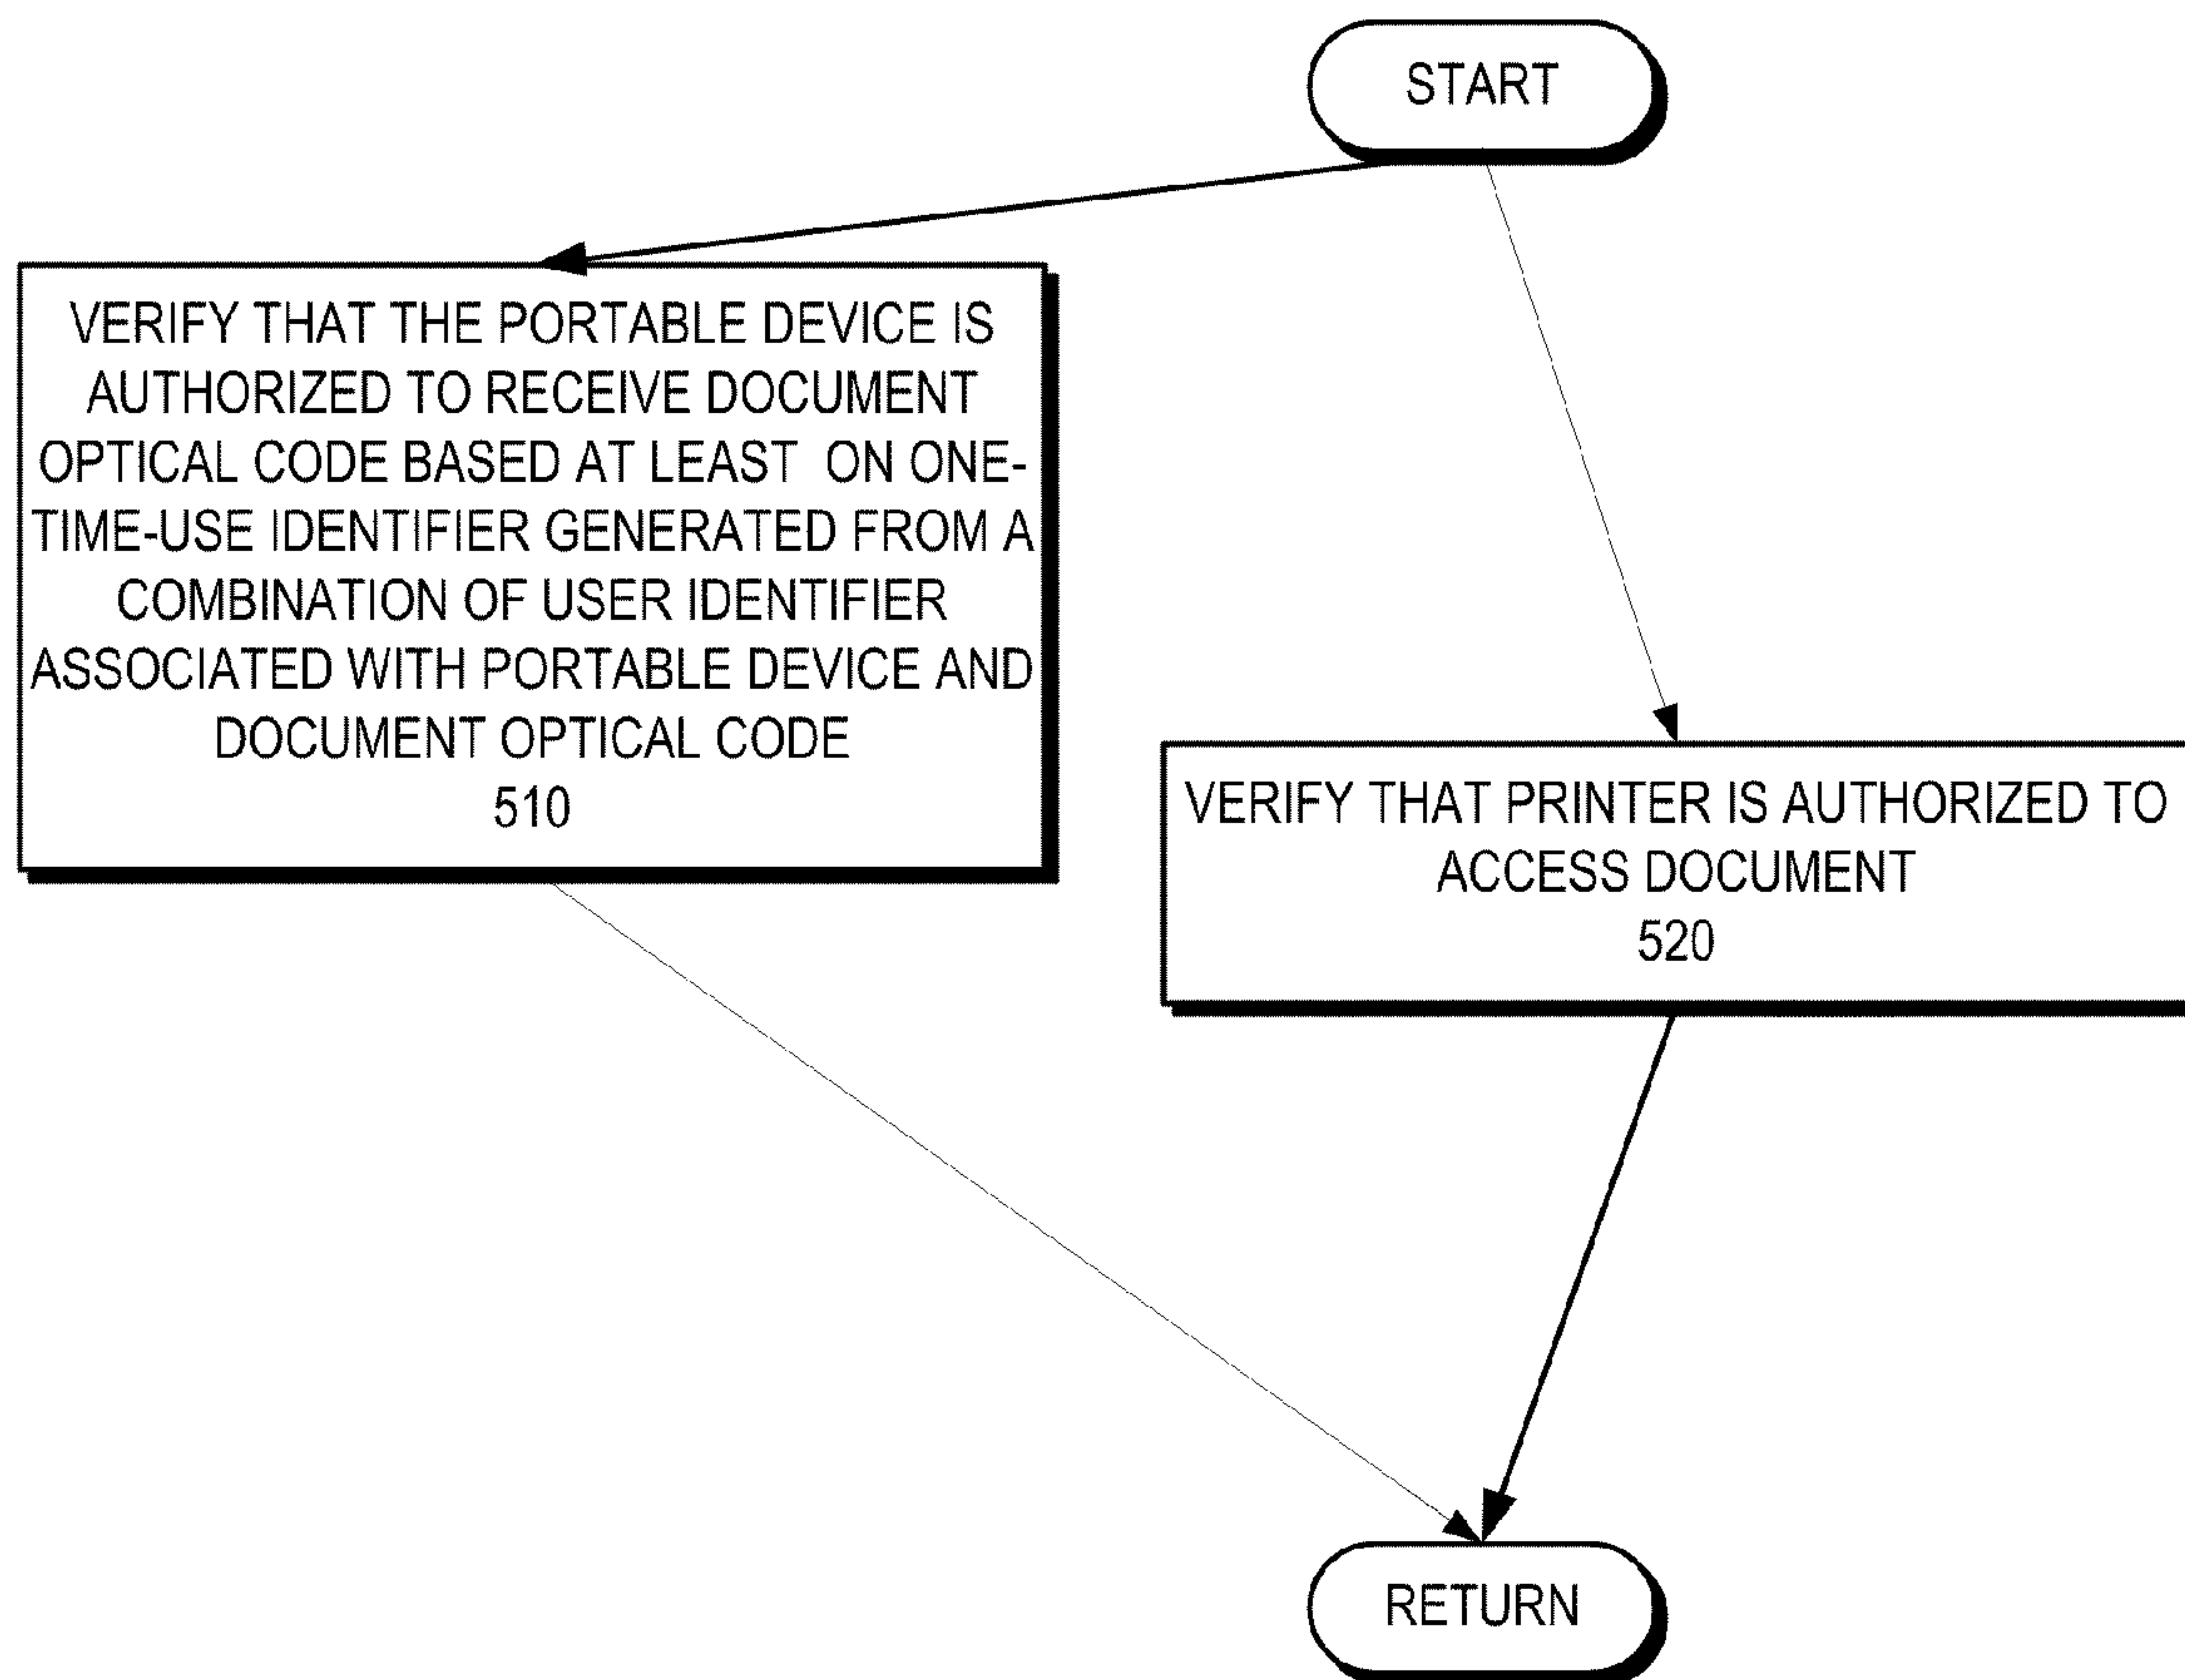 START
VERIFY THAT THE PORTABLE DEVICE IS
AUTHORIZED TO RECEIVE DOCUMENT
OPTICAL CODE BASED AT LEAST ON ONE-
TIME-USE IDENTIFIER GENERATED FROM A
COMBINATION OF USER IDENTIFIER
ASSOCIATED WITH PORTABLE DEVICE AND
DOCUMENT OPTICAL CODE
510
VERIFY THAT PRINTER IS AUTHORIZED TO
ACCESS DOCUMENT
520
RETURN